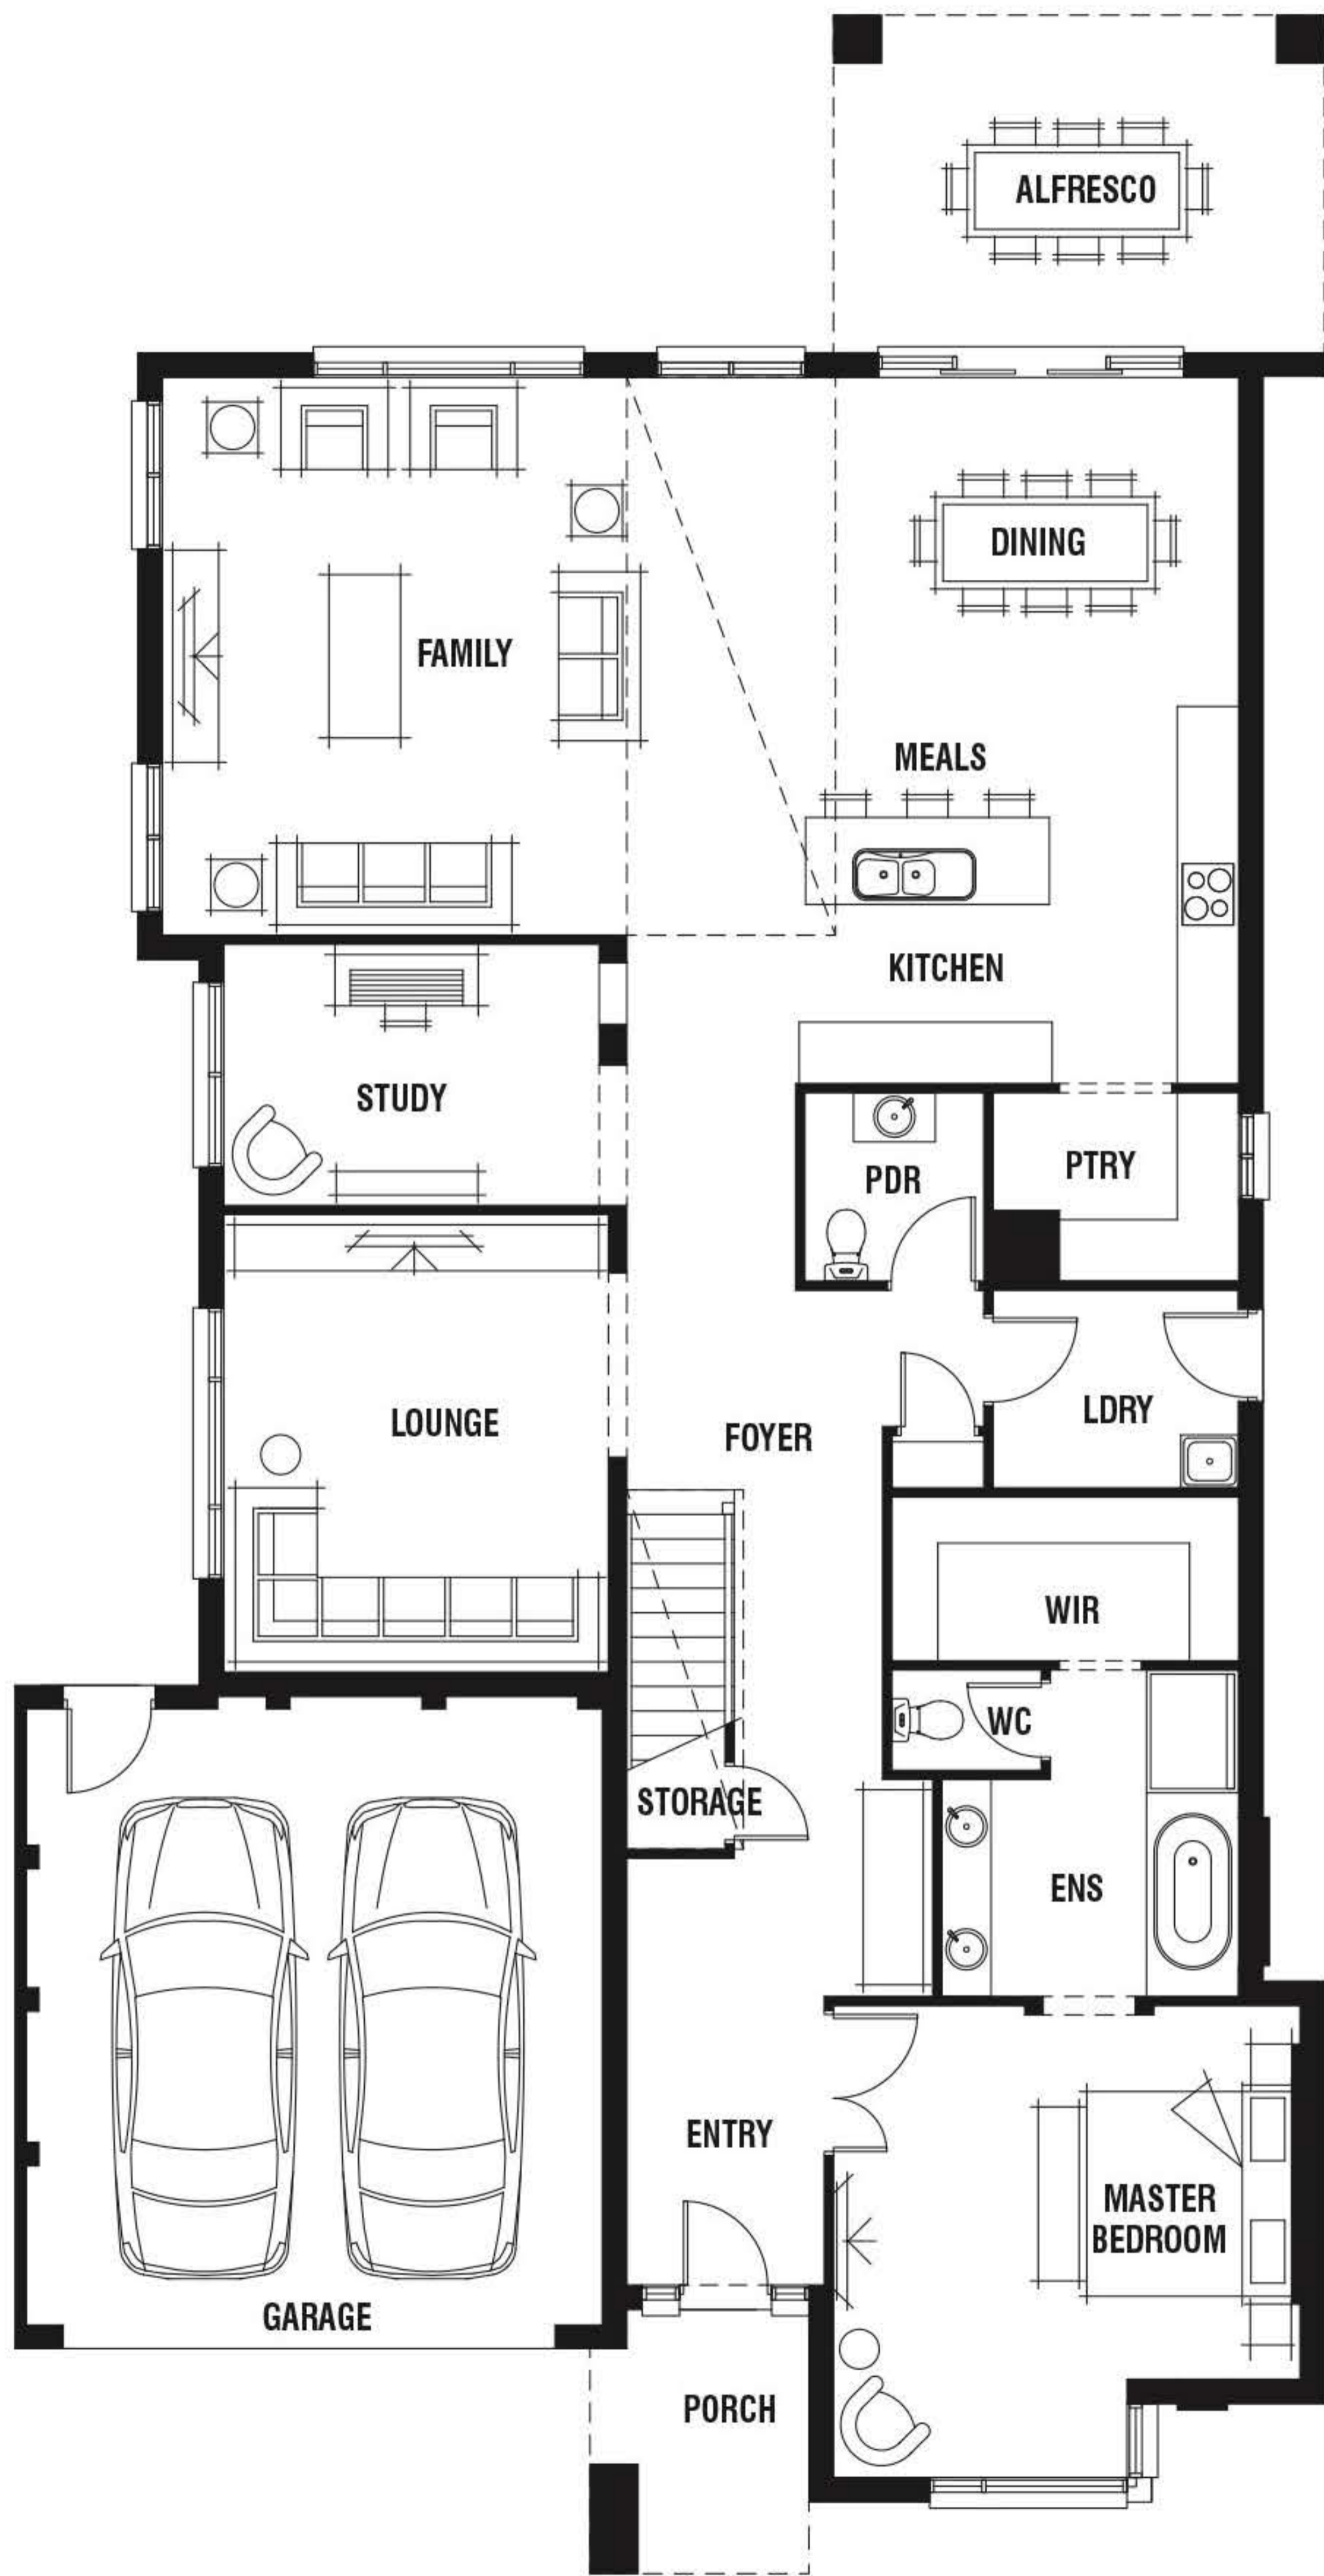 ALFRESCO
DINING
FAMILY
MEALS
KITCHEN
STUDY
PDR
PTRY
LOUNGE
FOYER
LDRY
WIR
WC
STORAGE
ENS
ENTRY
MASTER
BEDROOM
GARAGE
PORCH